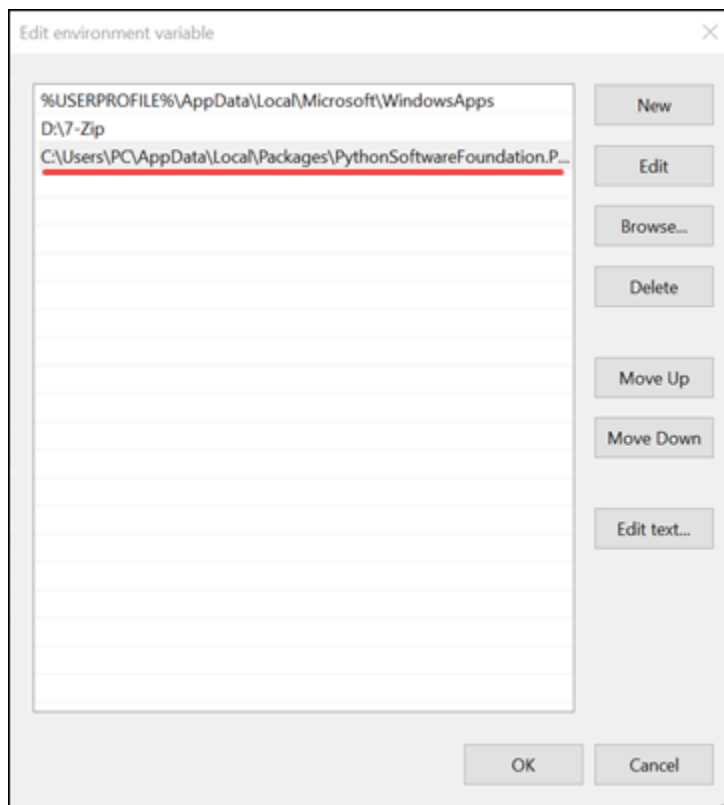 Edit environment variable
%USERPROFILE%\AppData\Local\Microsoft\WindowsApps
D:\7-Zip
C:\Users\PC\AppData\Local\Packages\PythonSoftwareFoundation.P...
New
Edit
Browse...
Delete
Move Up
Move Down
Edit text...
OK
Cancel